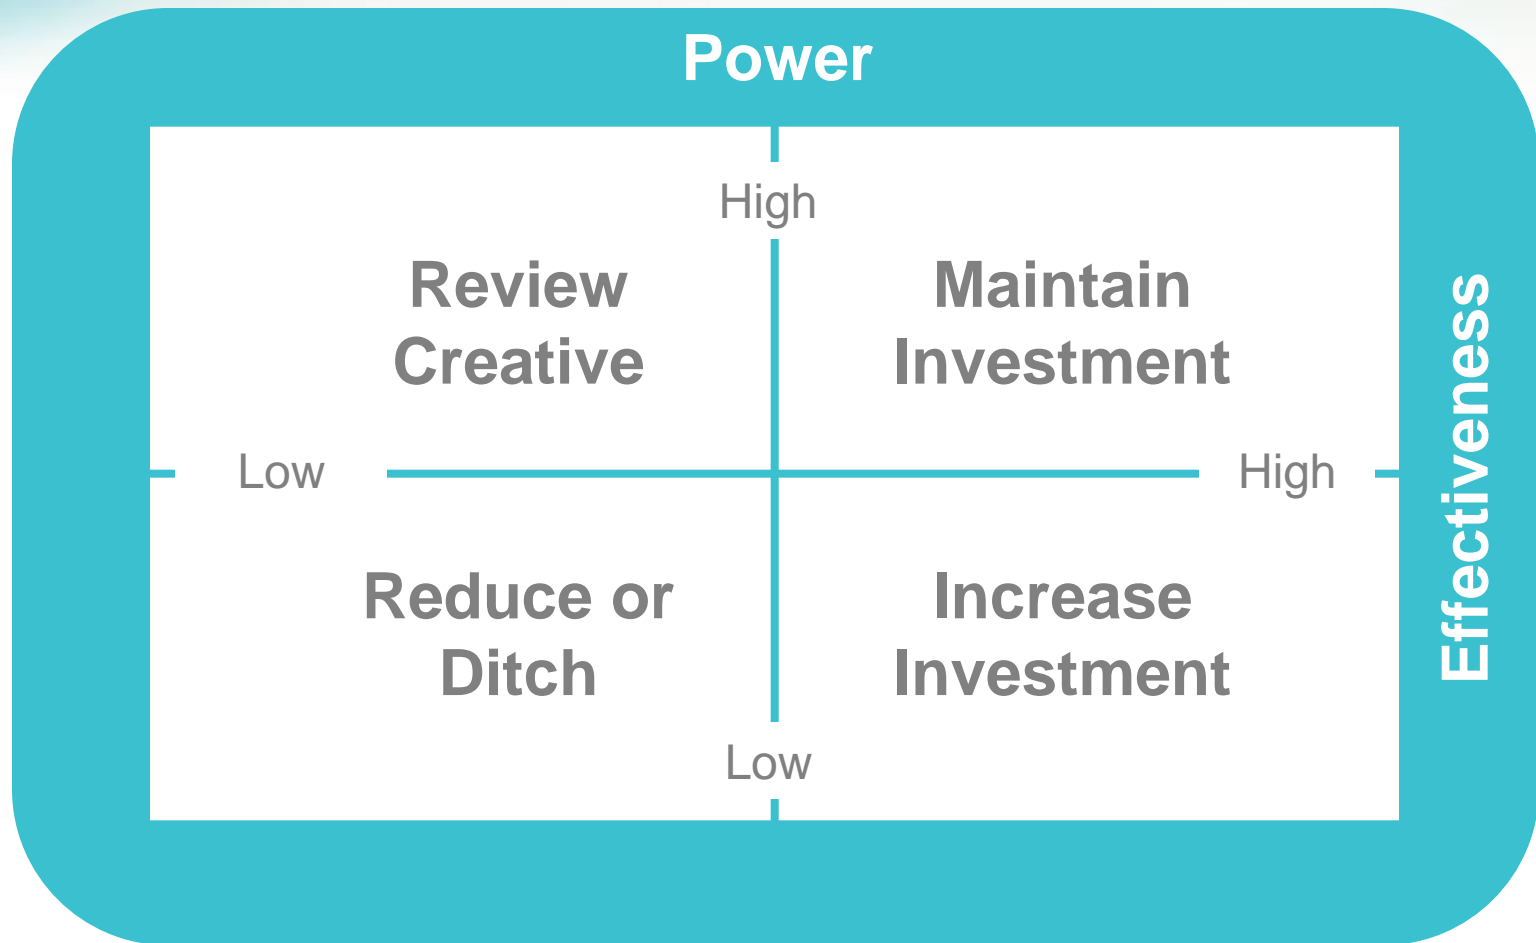 Power
High
Review
Creative
Maintain
Investment
Low
High
Effectiveness
Reduce or
Ditch
Increase
Investment
Low